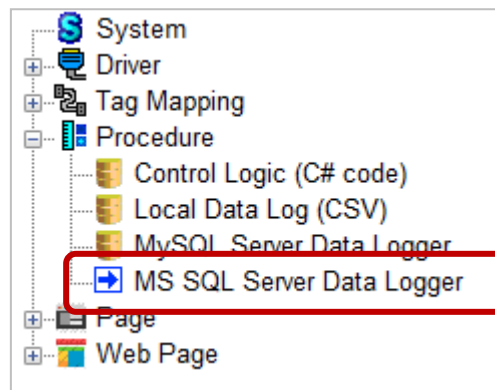 System
Driver
Tag Mapping
Procedure
Control Logic (C# code)
Local Data Log (CSV)
MySQL Server Data Logger
MS SQL Server Data Logger
Page
Web Page